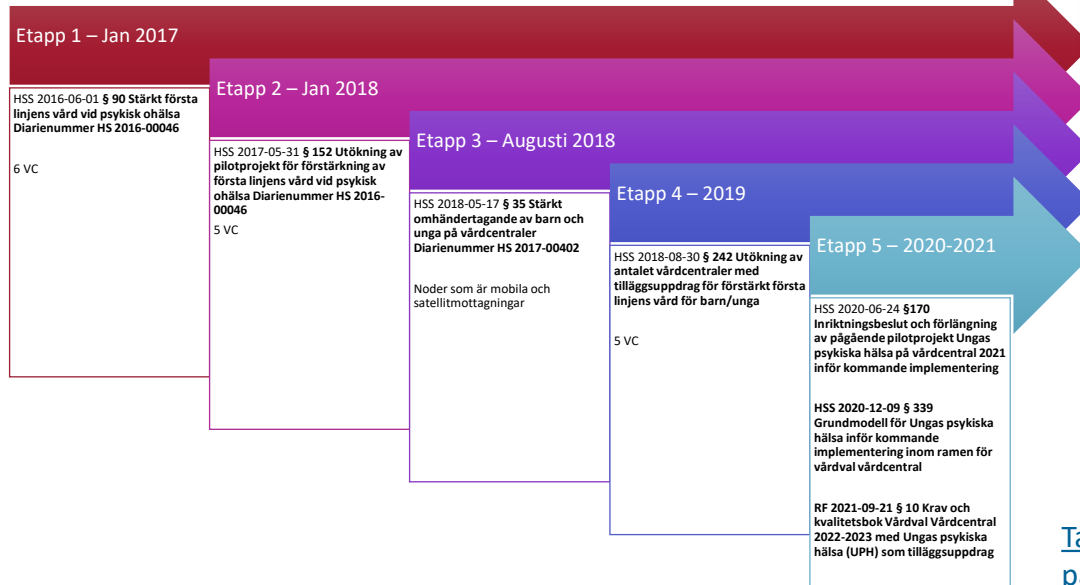 Etapp 1 – Jan 2017
HSS 2016-06-01 § 90 Stärkt första
linjens vård vid psykisk ohälsa
Diarienummer HS 2016-00046
6 VC
Etapp 2 – Jan 2018
HSS 2017-05-31 § 152 Utökning av
pilotprojekt för förstärkning av
första linjens vård vid psykisk
ohälsa Diarienummer HS 2016-
00046
5 VC
Etapp 3 – Augusti 2018
HSS 2018-05-17 § 35 Stärkt
omhändertagande av barn och
unga på vårdcentraler
Diarienummer HS 2017-00402
Noder som är mobila och
satellitmottagningar
Etapp 4 – 2019
HSS 2018-08-30 § 242 Utökning av
antalet vårdcentraler med
tilläggsuppdrag för förstärkt första
linjens vård för barn/unga
5 VC
Etapp 5 – 2020-2021
HSS 2020-06-24 §170
Inriktningsbeslut och förlängning
av pågående pilotprojekt Ungas
psykiska hälsa på vårdcentral 2021
inför kommande implementering
HSS 2020-12-09 § 339
Grundmodell för Ungas psykiska
hälsa inför kommande
implementering inom ramen för
vårdval vårdcentral
RF 2021-09-21 § 10 Krav och
kvalitetsbok Vårdval Vårdcentral
2022-2023 med Ungas psykiska
hälsa (UPH) som tilläggsuppdrag